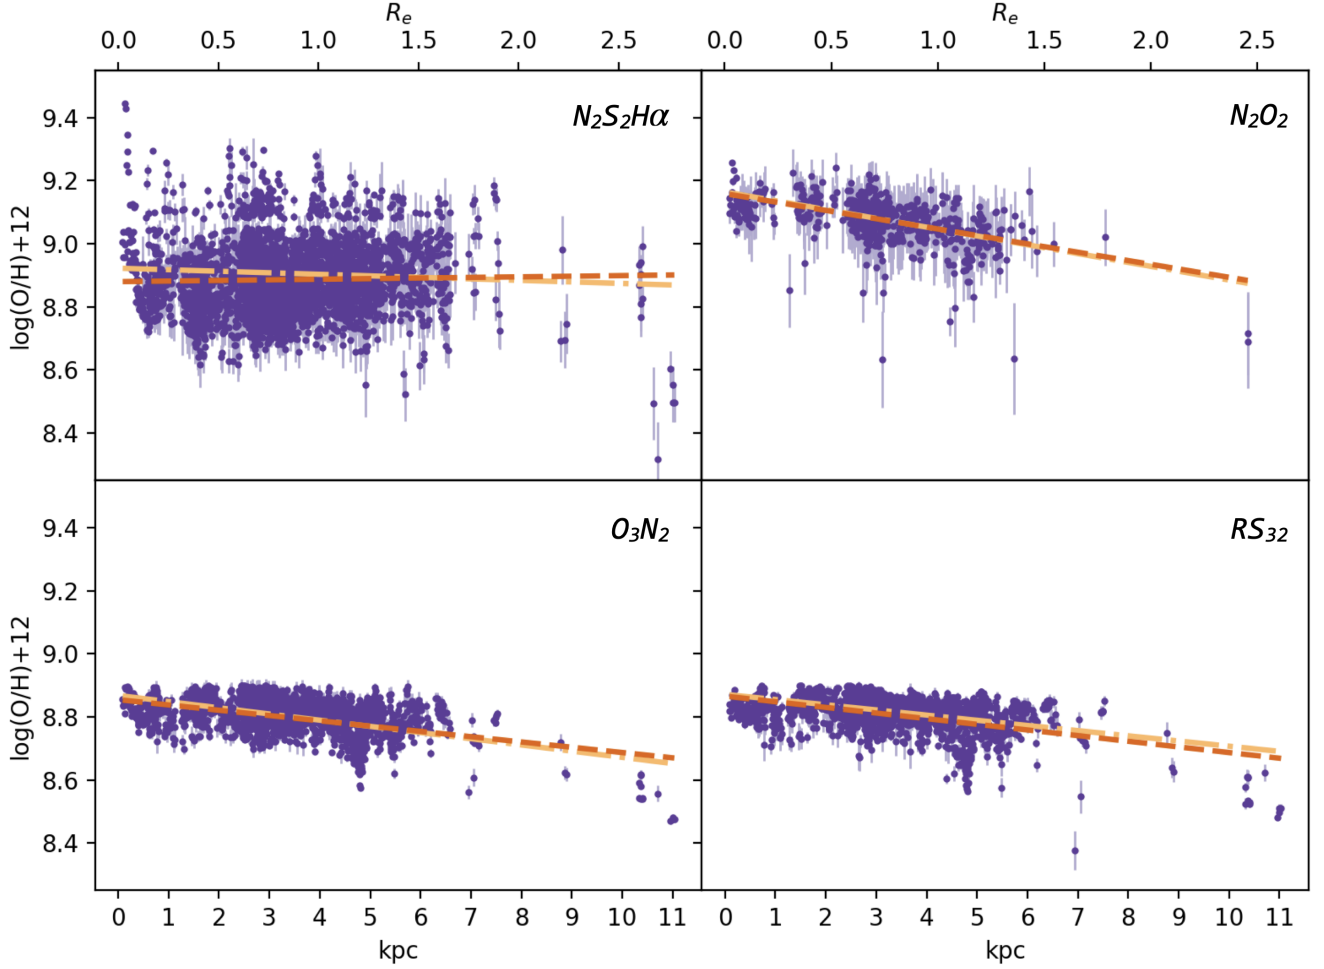 Rₑ Rₑ
0.0 0.5 1.0 1.5 2.0 2.5 0.0 0.5 1.0 1.5 2.0 2.5
N₂S₂Hα N₂O₂
9.4
9.2
9.0
8.8
8.6
8.4
log(O/H)+12
O₃N₂ RS₃₂
9.4
9.2
9.0
8.8
8.6
8.4
log(O/H)+12
0 1 2 3 4 5 6 7 8 9 10 11 0 1 2 3 4 5 6 7 8 9 10 11
kpc kpc